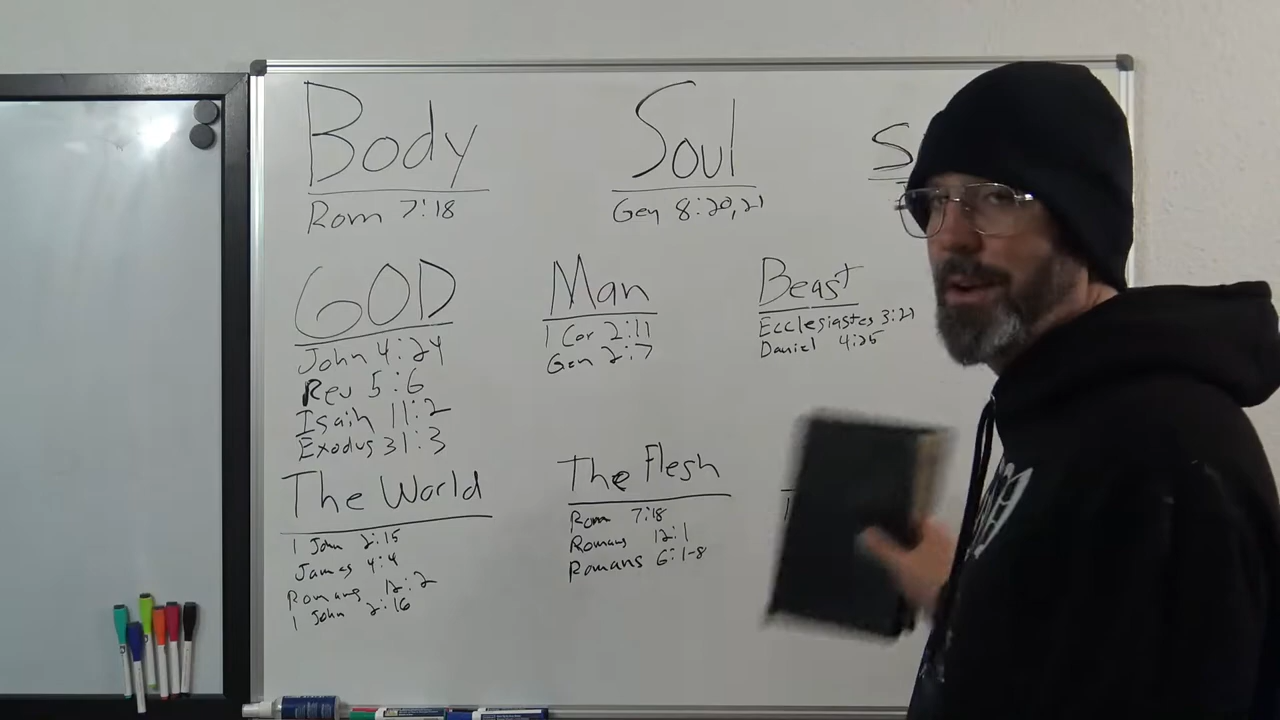 Body
Rom 7:18
Soul
Gen 8:20,21
S
GOD
John 4:24
Rev 5:6
Isaih 11:2
Exodus 31:3
Man
1 Cor 2:11
Gen 2:7
Beast
Ecclesiastes 3:21
Daniel 4:25
The World
1 John 2:15
James 4:4
Romans 12:2
1 John 2:16
The Flesh
Rom 7:18
Romans 12:1
Romans 6:1-8